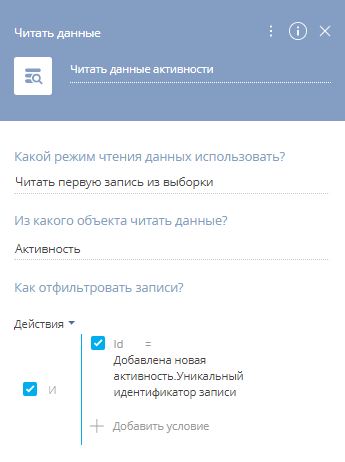 Читать данные
Читать данные активности
Какой режим чтения данных использовать?
Читать первую запись из выборки
Из какого объекта читать данные?
Активность
Как отфильтровать записи?
Действия
Id =
Добавлена новая
активность.Уникальный
И
идентификатор записи
Добавить условие